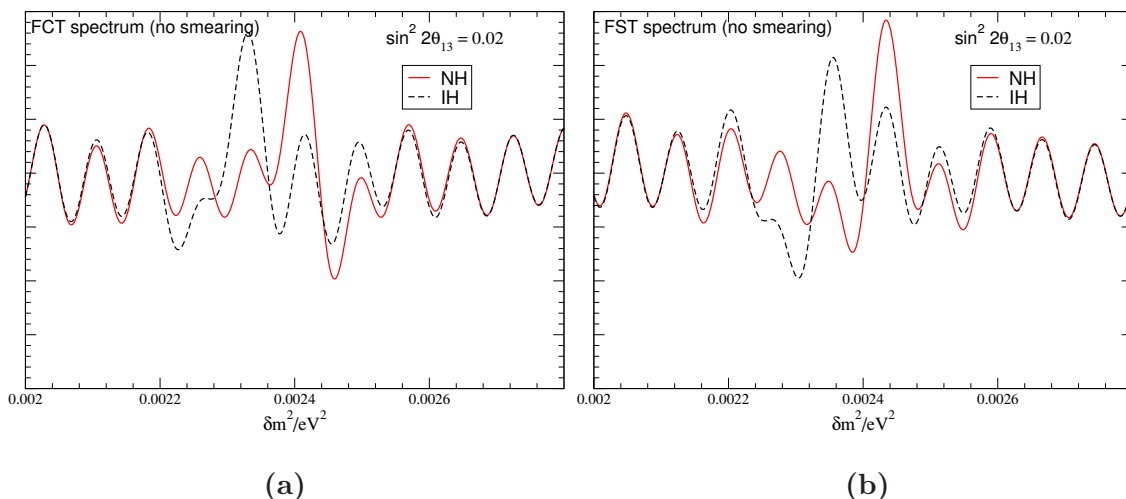 FCT spectrum (no smearing)
sin² 2θ₁₃ = 0.02
NH
IH
0.002
0.0022
0.0024
0.0026
δm²/eV²
(a)
FST spectrum (no smearing)
sin² 2θ₁₃ = 0.02
NH
IH
0.002
0.0022
0.0024
0.0026
δm²/eV²
(b)